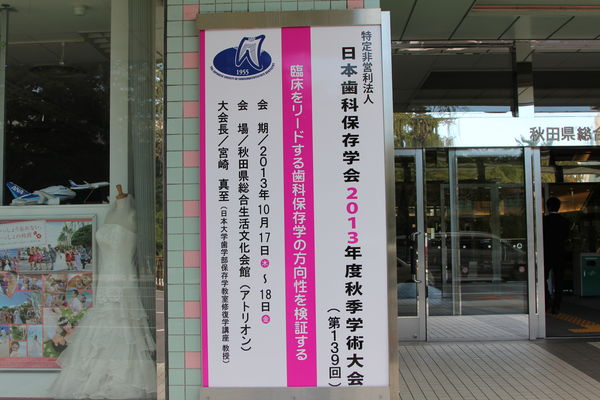 特定非営利法人
日本歯科保存学会2013年度秋季学術大会
(第139回)
臨床をリードする歯科保存学の方向性を検証する
会 期/2013年10月17日㊍~18日㊎
会 場/秋田県総合生活文化会館(アトリオン)
大会長/宮崎 真至(日本大学歯学部保存学教室修復学講座 教授)
1955
秋田県総合
ANA